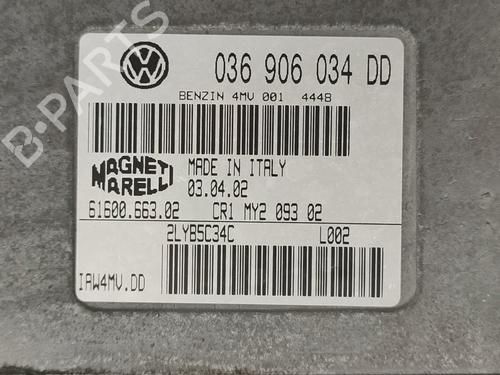 036 906 034 DD
BENZIN 4MV 001 4448
MAGNETI
MARELLI
MADE IN ITALY
03.04.02
61600.663.02 CR1 MY2 093 02
2LYB5C34C L002
IAW4MV.DD
B-PARTS